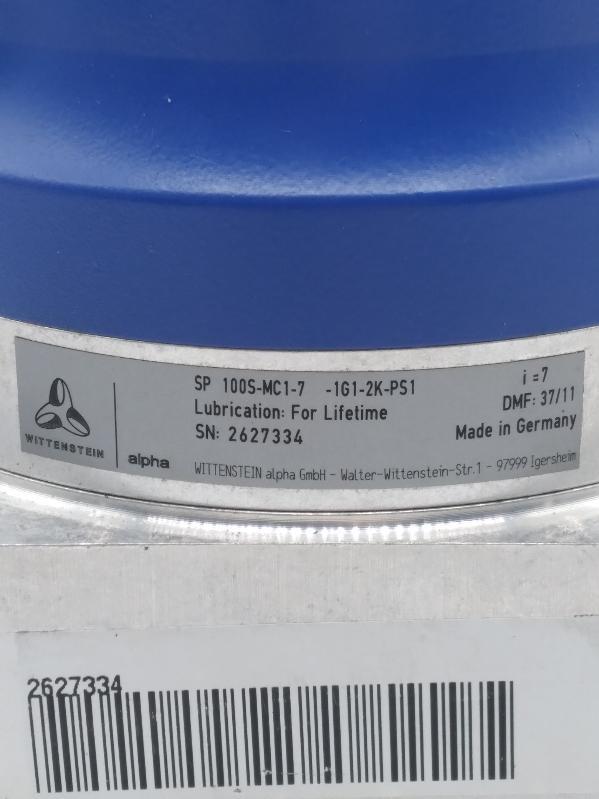 SP 100S-MC1-7 -1G1-2K-PS1 i =7
Lubrication: For Lifetime DMF: 37/11
SN: 2627334 Made in Germany
WITTENSTEIN alpha
WITTENSTEIN alpha GmbH - Walter-Wittenstein-Str.1 - 97999 Igersheim
2627334